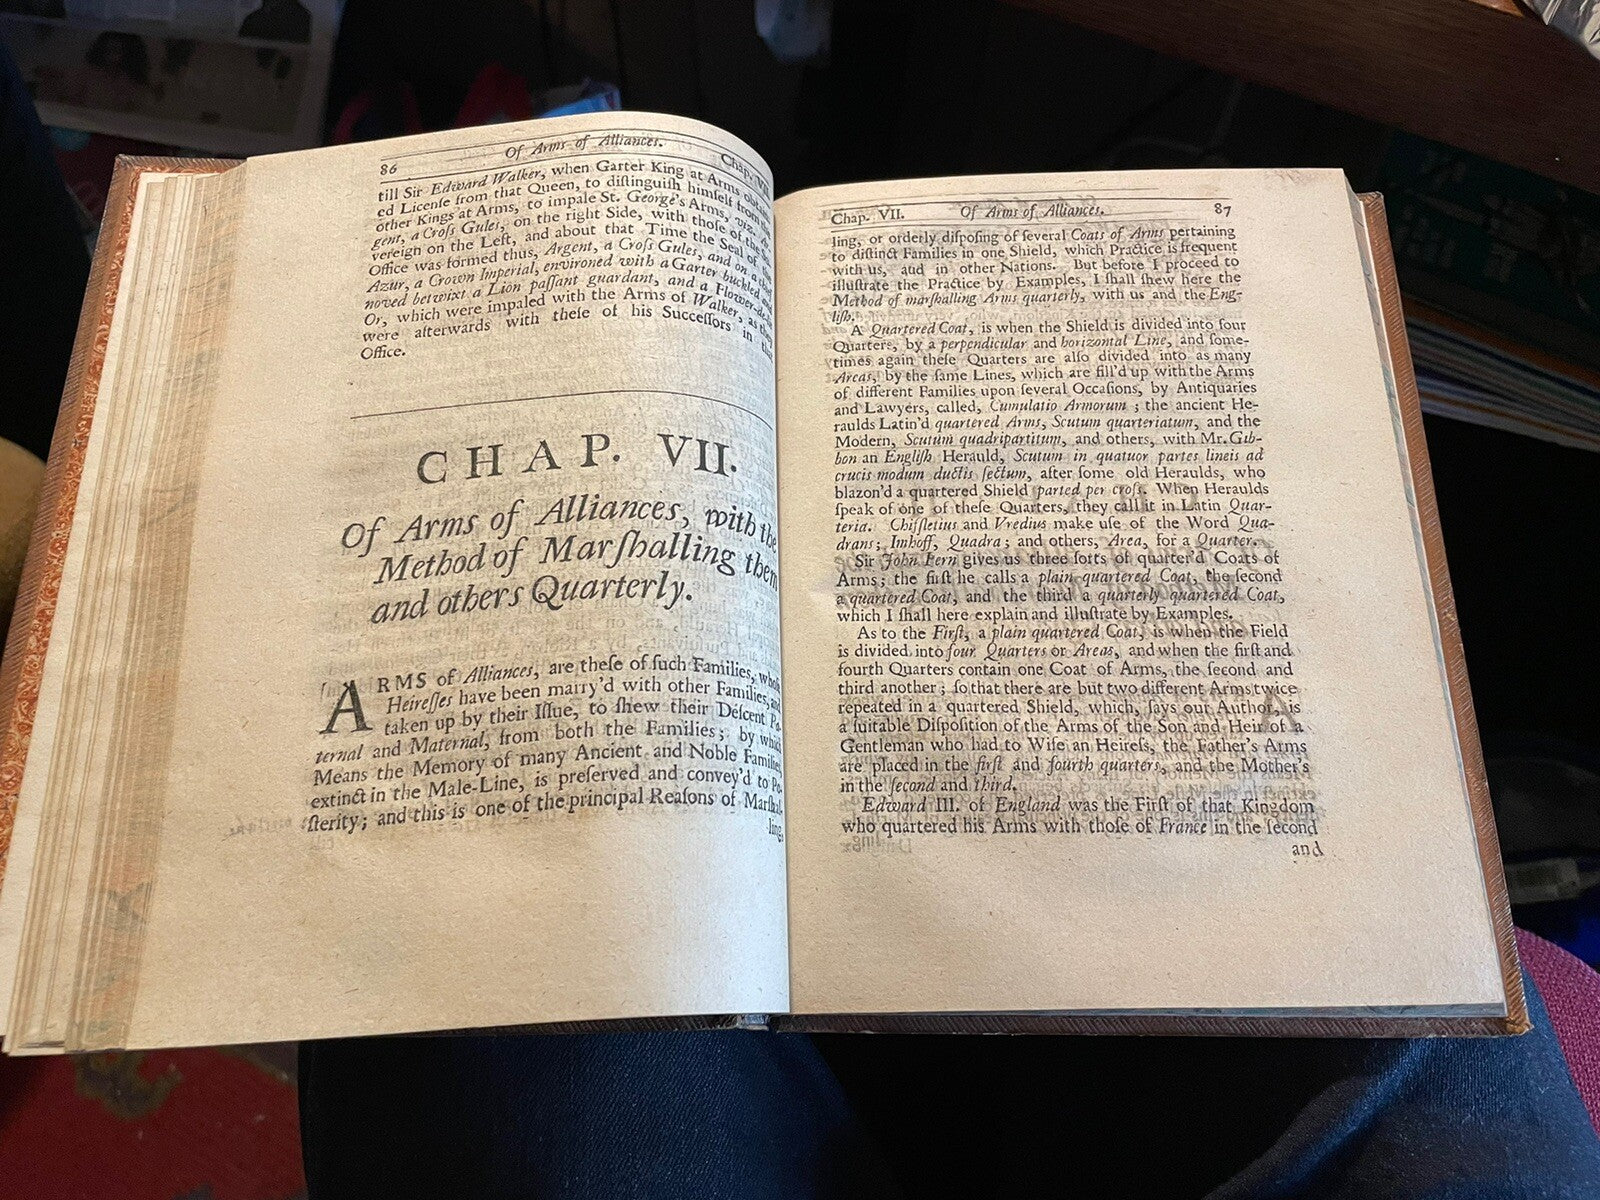 86 Of Arms of Alliances. Chap. VII.
till Sir Edward Walker, when Garter King at Arms obtain-
ed Licenſe from that Queen, to diſtinguiſh himſelf from the
other Kings at Arms, to impale St. George's Arms, viz. Ar-
gent, a Croſs Gules, on the right Side, with thoſe of the So-
vereign on the Left, and about that Time the Seal of the
Office was formed thus, Argent, a Croſs Gules, and on a chief
Azur, a Crown Imperial, environed with a Garter buckled and
noved betwixt a Lion paſſant guardant, and a Flower-de-lis
Or, which were impaled with the Arms of Walker, as they
were afterwards with theſe of his Succeſſors in that
Office.
CHAP. VII.
Of Arms of Alliances, with the
Method of Marſhalling them
and others Quarterly.
ARMS of Alliances, are theſe of ſuch Families, whoſe
Heireſſes have been marry'd with other Families, and
taken up by their Iſſue, to ſhew their Deſcent Pa-
ternal and Maternal, from both the Families; by which
Means the Memory of many Ancient and Noble Families,
extinct in the Male-Line, is preſerved and convey'd to Po-
ſterity; and this is one of the principal Reaſons of Marſhal-
ling,
Chap. VII. Of Arms of Alliances. 87
ling, or orderly diſpoſing of ſeveral Coats of Arms pertaining
to diſtinct Families in one Shield, which Practice is frequent
with us, and in other Nations. But before I proceed to
illuſtrate the Practice by Examples, I ſhall ſhew here the
Method of marſhalling Arms quarterly, with us and the Eng-
liſh.
A Quartered Coat, is when the Shield is divided into four
Quarters, by a perpendicular and horizontal Line, and ſome-
times again theſe Quarters are alſo divided into as many
Areas, by the ſame Lines, which are fill'd up with the Arms
of different Families upon ſeveral Occaſions, by Antiquaries
and Lawyers, called, Cumulatio Armorum; the ancient He-
raulds Latin'd quartered Arms, Scutum quarteriatum, and the
Modern, Scutum quadripartitum, and others, with Mr. Gib-
bon an Engliſh Herauld, Scutum in quatuor partes lineis ad
crucis modum ductis ſectum, after ſome old Heraulds, who
blazon'd a quartered Shield parted per croſs. When Heraulds
ſpeak of one of theſe Quarters, they call it in Latin Quar-
teria. Chiffletius and Vredius make uſe of the Word Qua-
drans; Imhoff, Quadra; and others, Area, for a Quarter.
Sir John Fern gives us three ſorts of quarter'd Coats of
Arms; the firſt he calls a plain quartered Coat, the ſecond
a quartered Coat, and the third a quarterly quartered Coat,
which I ſhall here explain and illuſtrate by Examples.
As to the Firſt, a plain quartered Coat, is when the Field
is divided into four Quarters or Areas, and when the firſt and
fourth Quarters contain one Coat of Arms, the ſecond and
third another; ſo that there are but two different Arms twice
repeated in a quartered Shield, which, ſays our Author, is
a ſuitable Diſpoſition of the Arms of the Son and Heir of a
Gentleman who had to Wife an Heireſs, the Father's Arms
are placed in the firſt and fourth quarters, and the Mother's
in the ſecond and third.
Edward III. of England was the Firſt of that Kingdom
who quartered his Arms with thoſe of France in the ſecond
and